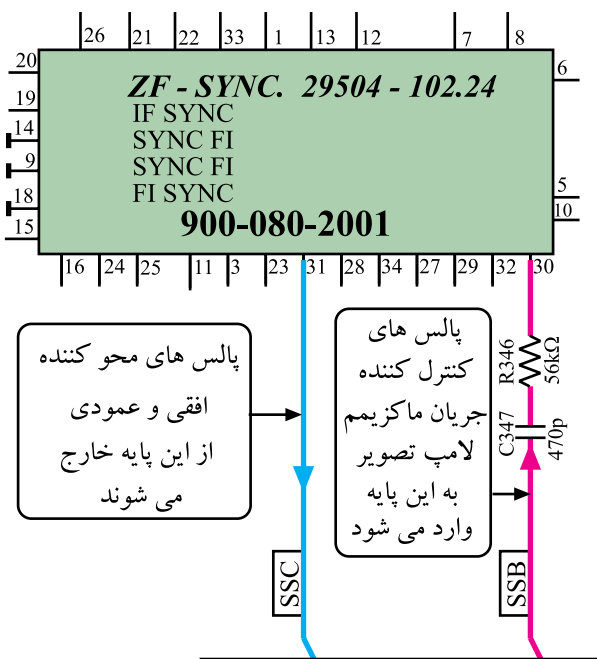 26 21 22 33 1 13 12 7 8
20
19
14
9
18
15
6
5
10
ZF - SYNC. 29504 - 102.24
IF SYNC
SYNC FI
SYNC FI
FI SYNC
900-080-2001
16 24 25 11 3 23 31 28 34 27 29 32 30
پالس های محو کننده
افقی و عمودی
از این پایه خارج
می شوند
پالس های
کنترل کننده
جریان ماکزیمم
لامپ تصویر
به این پایه
وارد می شود
R346
56kΩ
C347
470p
SSC
SSB